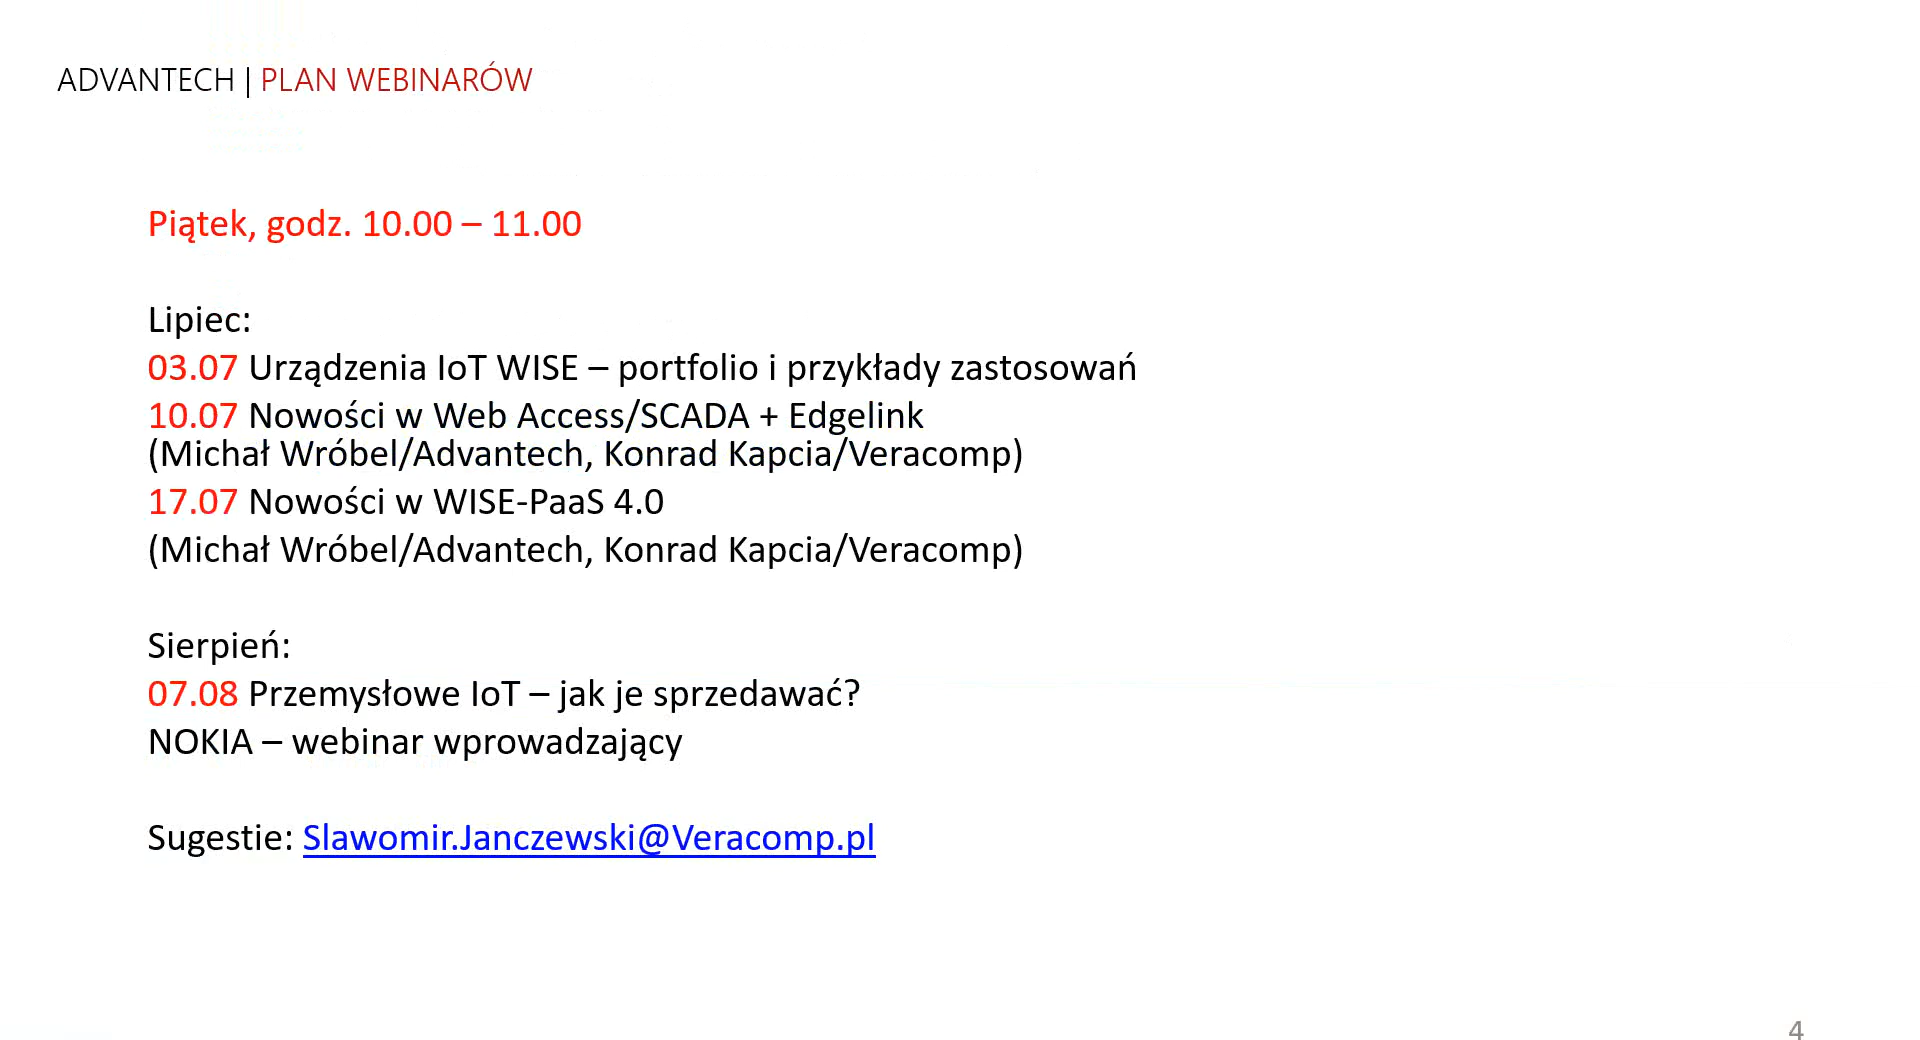 ADVANTECH | PLAN WEBINARÓW
Piątek, godz. 10.00 – 11.00
Lipiec:
03.07 Urządzenia IoT WISE – portfolio i przykłady zastosowań
10.07 Nowości w Web Access/SCADA + Edgelink
(Michał Wróbel/Advantech, Konrad Kapcia/Veracomp)
17.07 Nowości w WISE-PaaS 4.0
(Michał Wróbel/Advantech, Konrad Kapcia/Veracomp)
Sierpień:
07.08 Przemysłowe IoT – jak je sprzedawać?
NOKIA – webinar wprowadzający
Sugestie: Slawomir.Janczewski@Veracomp.pl
4